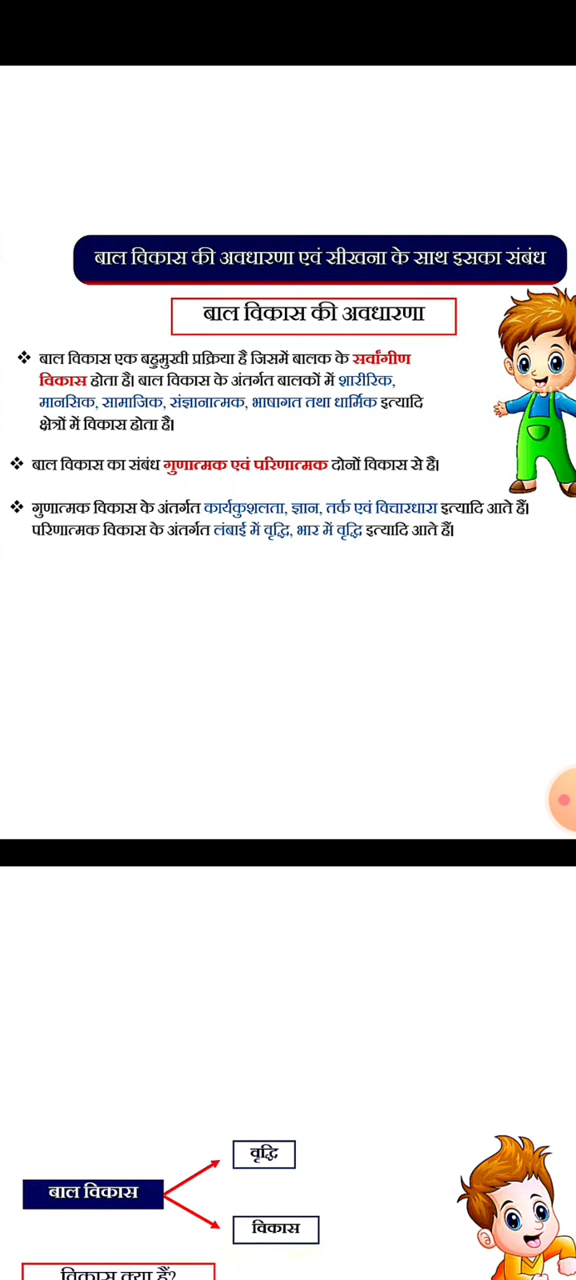 बाल विकास की अवधारणा एवं सीखना के साथ इसका संबंध
बाल विकास की अवधारणा
❖ बाल विकास एक बहुमुखी प्रक्रिया है जिसमें बालक के सर्वांगीण
विकास होता है। बाल विकास के अंतर्गत बालकों में शारीरिक,
मानसिक, सामाजिक, संज्ञानात्मक, भाषागत तथा धार्मिक इत्यादि
क्षेत्रों में विकास होता है।
❖ बाल विकास का संबंध गुणात्मक एवं परिणात्मक दोनों विकास से है।
❖ गुणात्मक विकास के अंतर्गत कार्यकुशलता, ज्ञान, तर्क एवं विचारधारा इत्यादि आते हैं।
परिणात्मक विकास के अंतर्गत लंबाई में वृद्धि, भार में वृद्धि इत्यादि आते हैं।
वृद्धि
बाल विकास
विकास
विकास क्या हैं?